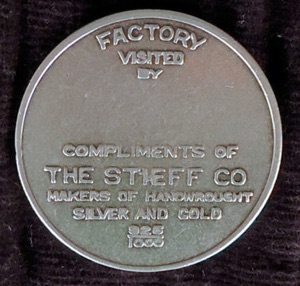 FACTORY
VISITED
BY
COMPLIMENTS OF
THE STIEFF CO
MAKERS OF HANDWROUGHT
SILVER AND GOLD
925
1000